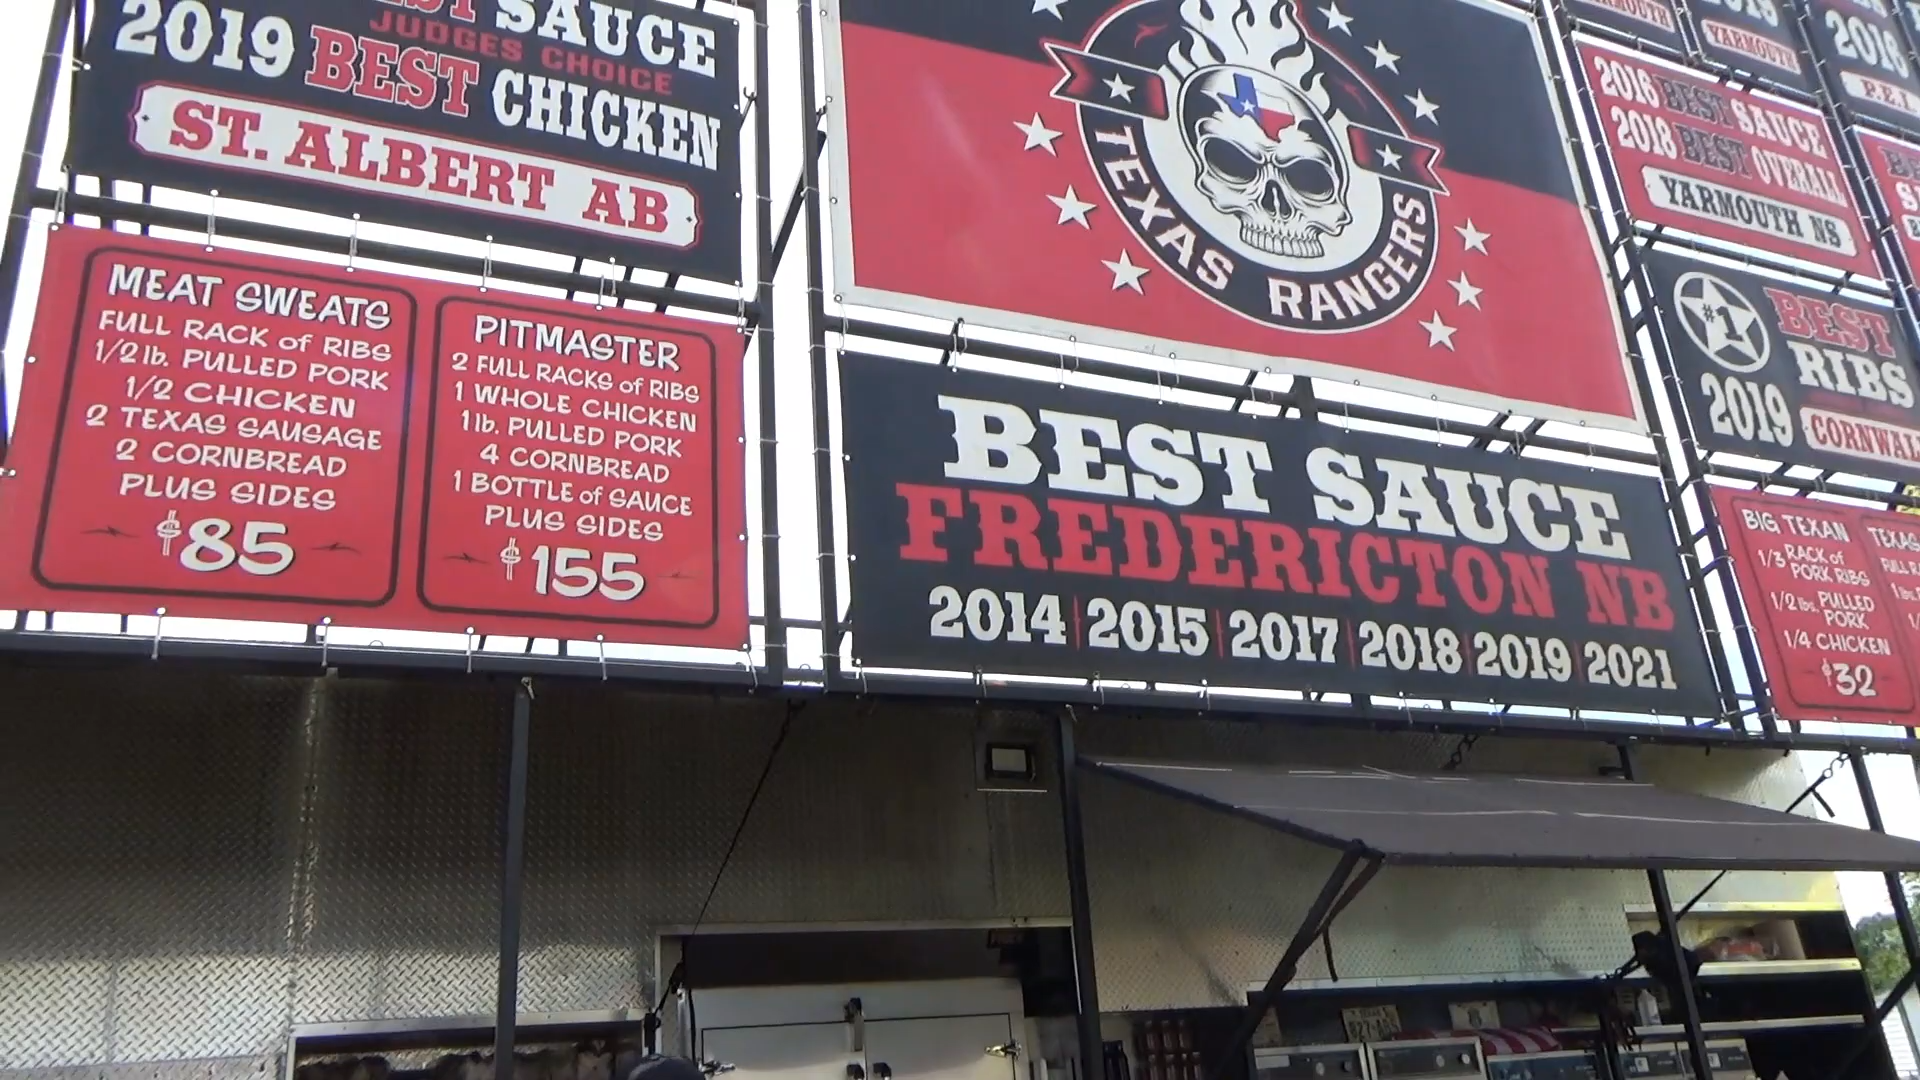 BEST SAUCE
JUDGES CHOICE
2019 BEST CHICKEN
ST. ALBERT AB
MEAT SWEATS
FULL RACK of RIBS
1/2 lb. PULLED PORK
1/2 CHICKEN
2 TEXAS SAUSAGE
2 CORNBREAD
PLUS SIDES
$85
PITMASTER
2 FULL RACKS of RIBS
1 WHOLE CHICKEN
1 lb. PULLED PORK
4 CORNBREAD
1 BOTTLE of SAUCE
PLUS SIDES
$155
TEXAS RANGERS
BEST SAUCE
FREDERICTON NB
2014 | 2015 | 2017 | 2018 | 2019 | 2021
YARMOUTH
2019
YARMOUTH
2016
P.E.I.
2016 BEST SAUCE
2018 BEST OVERALL
YARMOUTH NS
#1
BEST
RIBS
2019
CORNWAL
BIG TEXAN
1/3 RACK of
PORK RIBS
1/2 lbs. PULLED
PORK
1/4 CHICKEN
$32
TEXAS